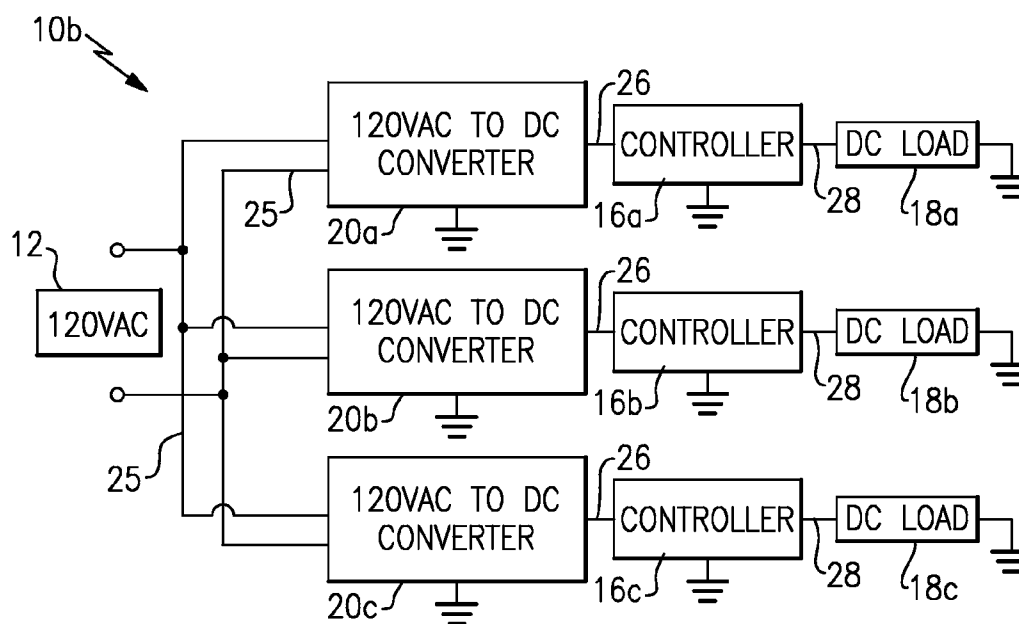 10b
120VAC TO DC
CONVERTER
26
CONTROLLER
DC LOAD
25
20a
16a
28
18a
12
120VAC
120VAC TO DC
CONVERTER
26
CONTROLLER
DC LOAD
20b
16b
28
18b
25
120VAC TO DC
CONVERTER
26
CONTROLLER
DC LOAD
20c
16c
28
18c